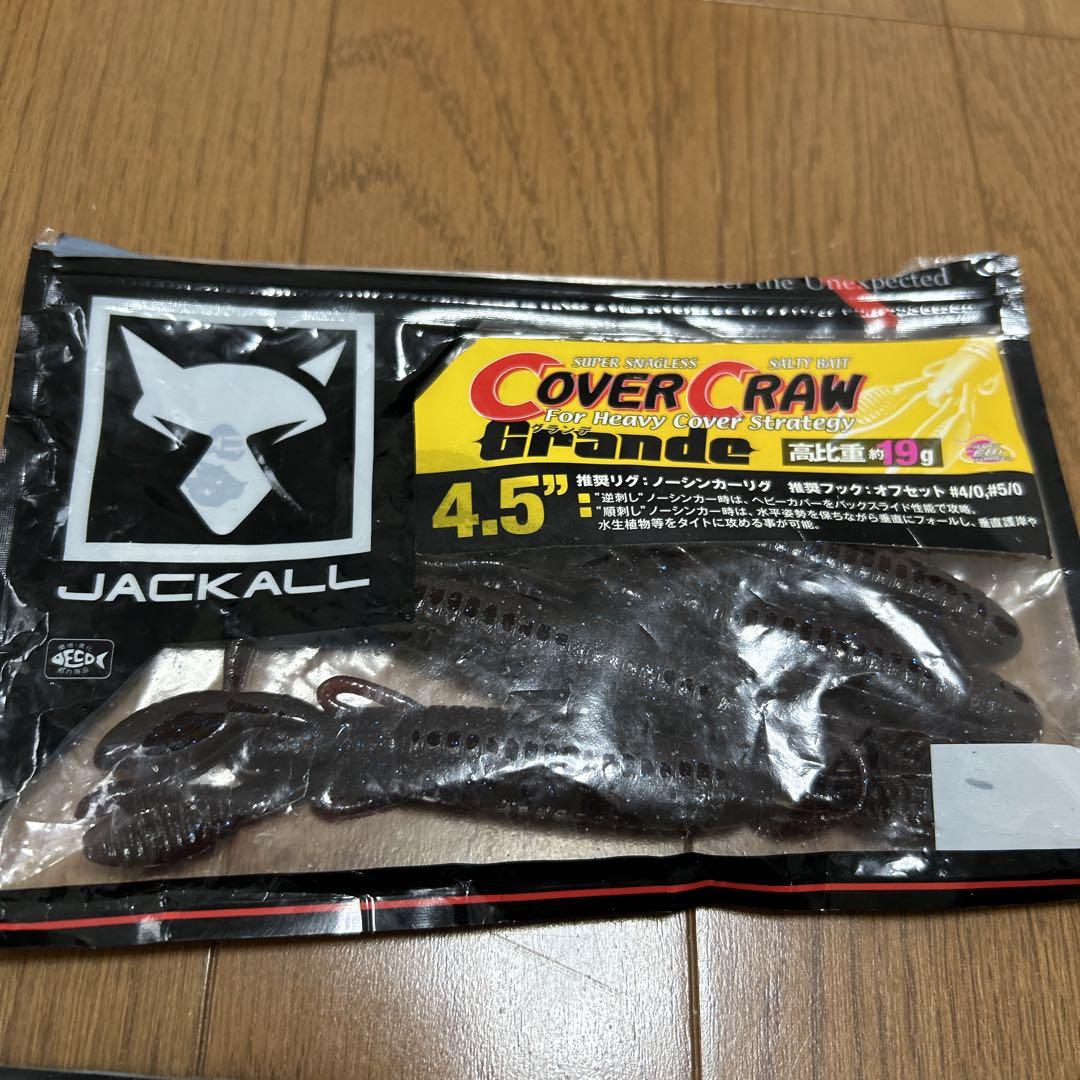 the Unexpected
SUPER SNAGLESS SALTY BAIT
COVER CRAW
For Heavy Cover Strategy
グランデ
Grande
高比重 約19g
4.5”
推奨リグ：ノーシンカーリグ 推奨フック：オフセット #4/0,#5/0
“逆刺し”ノーシンカー時は、ヘビーカバーをバックスライド性能で攻略。
“順刺し”ノーシンカー時は、水平姿勢を保ちながら垂直にフォールし、垂直護岸や
水生植物等をタイトに攻める事が可能。
JACKALL
ECO